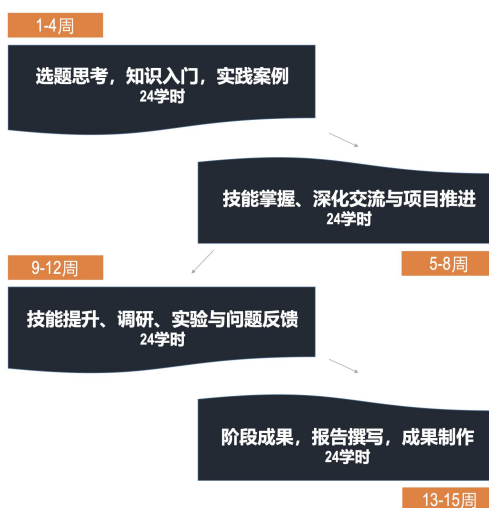 1-4周
选题思考，知识入门，实践案例
24学时
技能掌握、深化交流与项目推进
24学时
5-8周
9-12周
技能提升、调研、实验与问题反馈
24学时
阶段成果，报告撰写，成果制作
24学时
13-15周